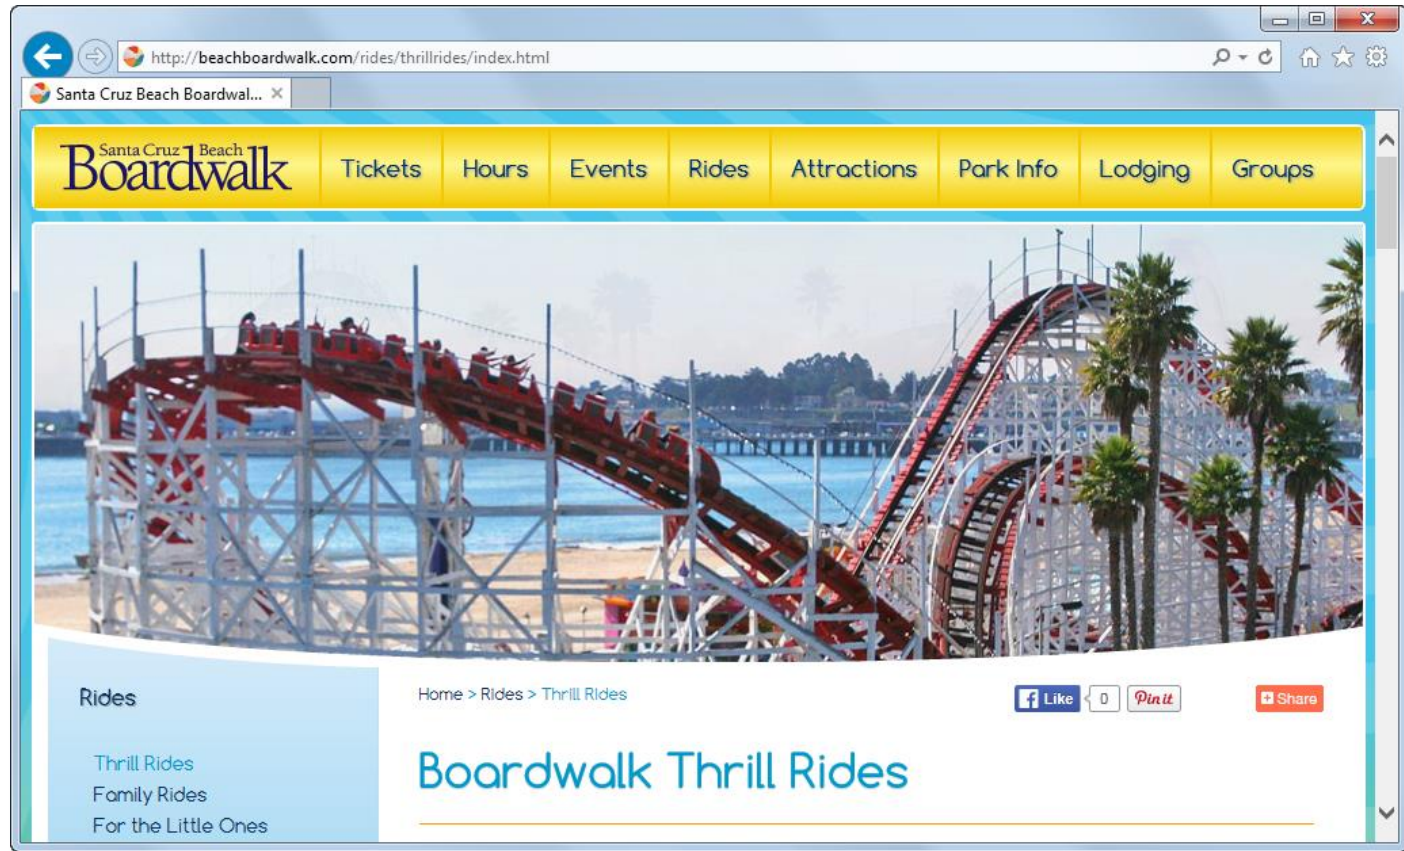 http://beachboardwalk.com/rides/thrillrides/index.html
Santa Cruz Beach Boardwal...
Santa Cruz Beach
Boardwalk
Tickets Hours Events Rides Attractions Park Info Lodging Groups
Rides
Home > Rides > Thrill Rides
Like 0 Pin it Share
Thrill Rides
Family Rides
For the Little Ones
Boardwalk Thrill Rides